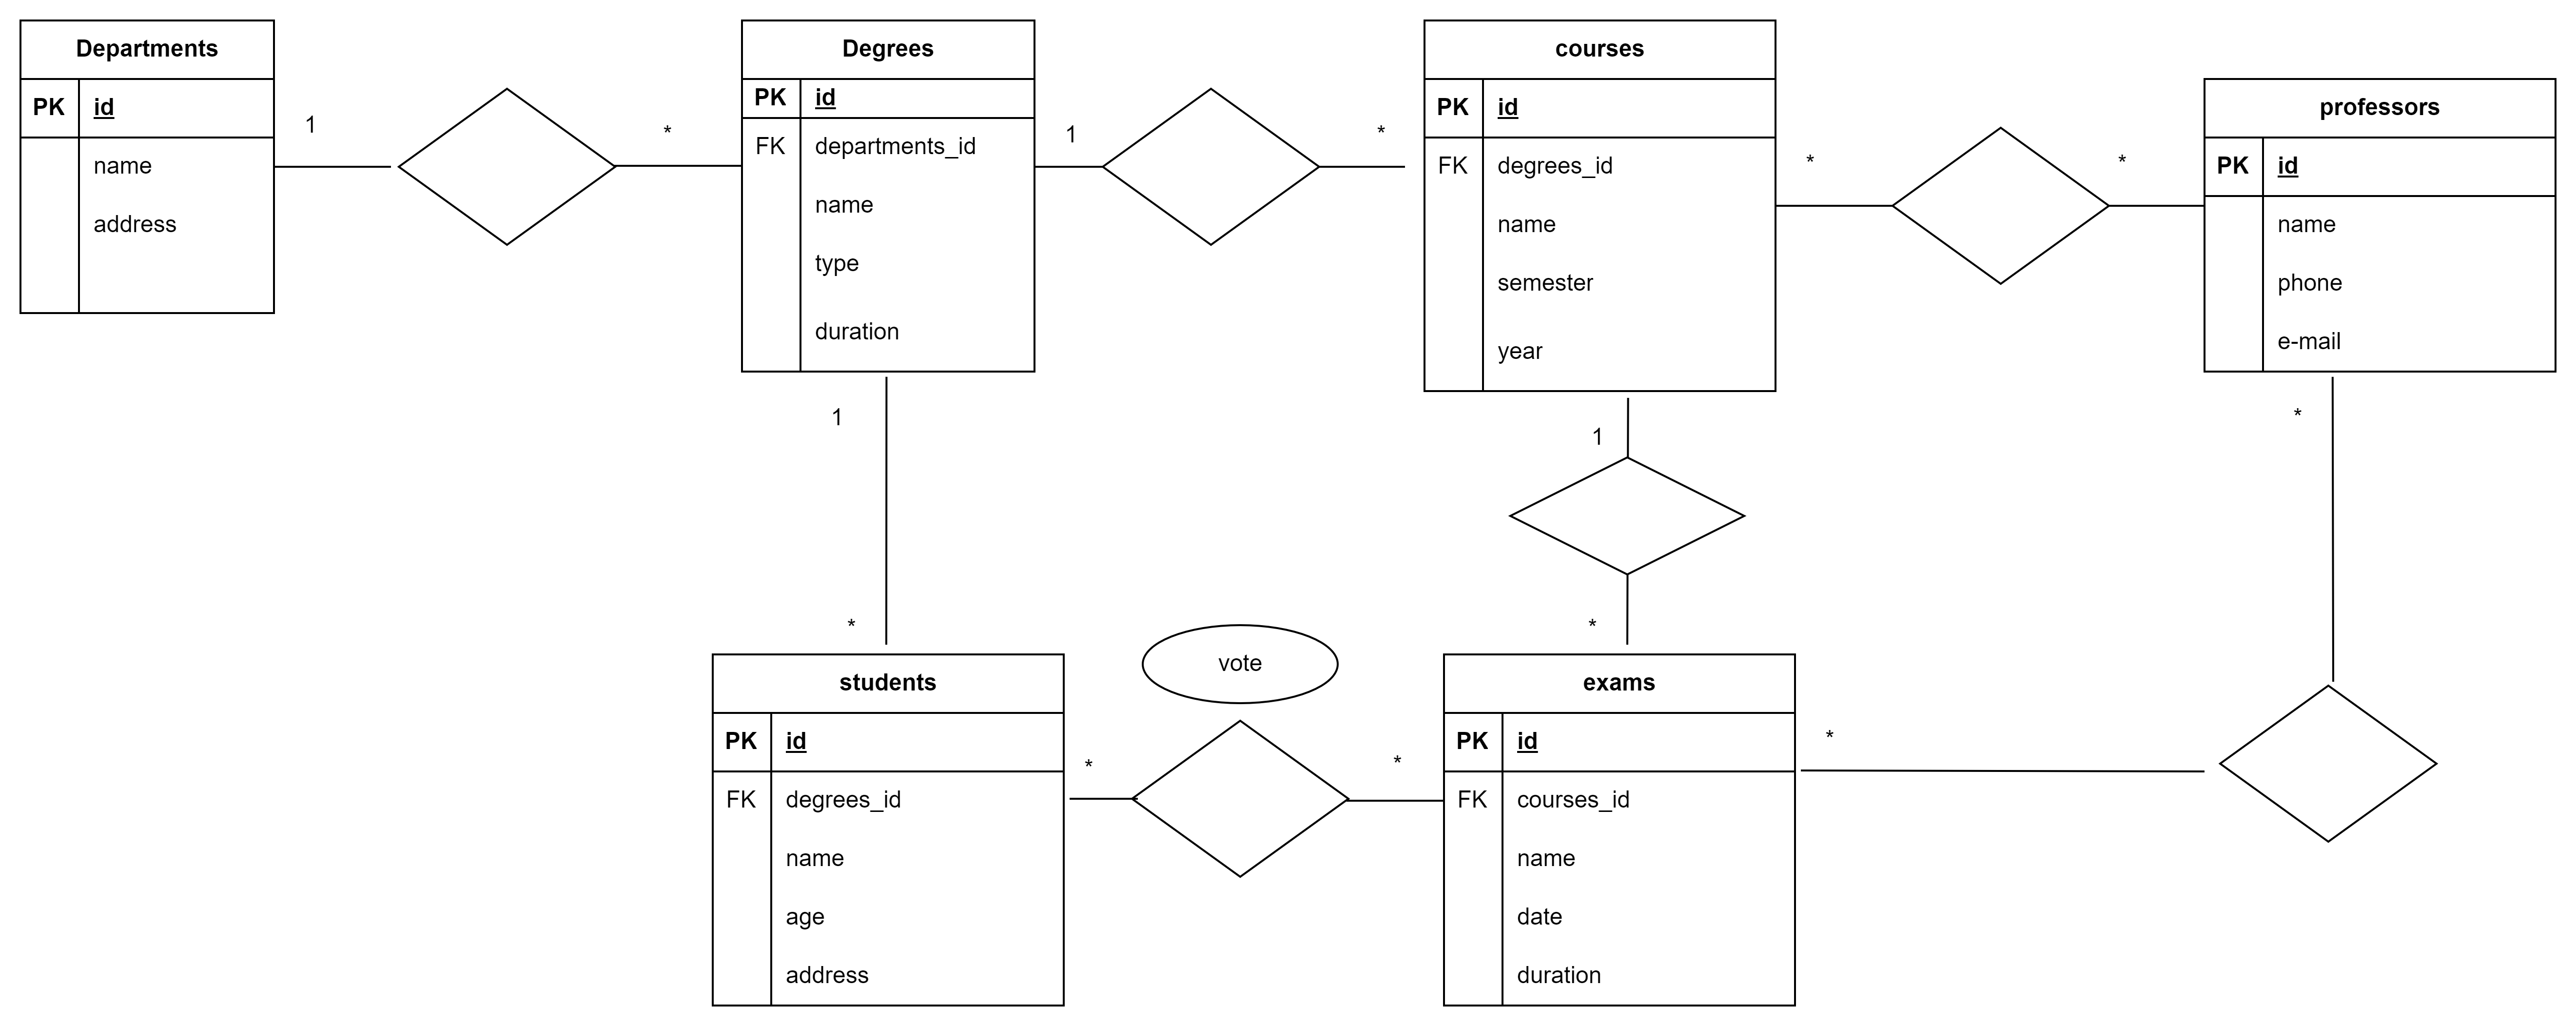 Departments
PK id
name
address
1
*
Degrees
PK id
FK departments_id
name
type
duration
1
*
courses
PK id
FK degrees_id
name
semester
year
*
*
professors
PK id
name
phone
e-mail
1
*
1
*
*
*
students
PK id
FK degrees_id
name
age
address
vote
*
*
exams
PK id
FK courses_id
name
date
duration